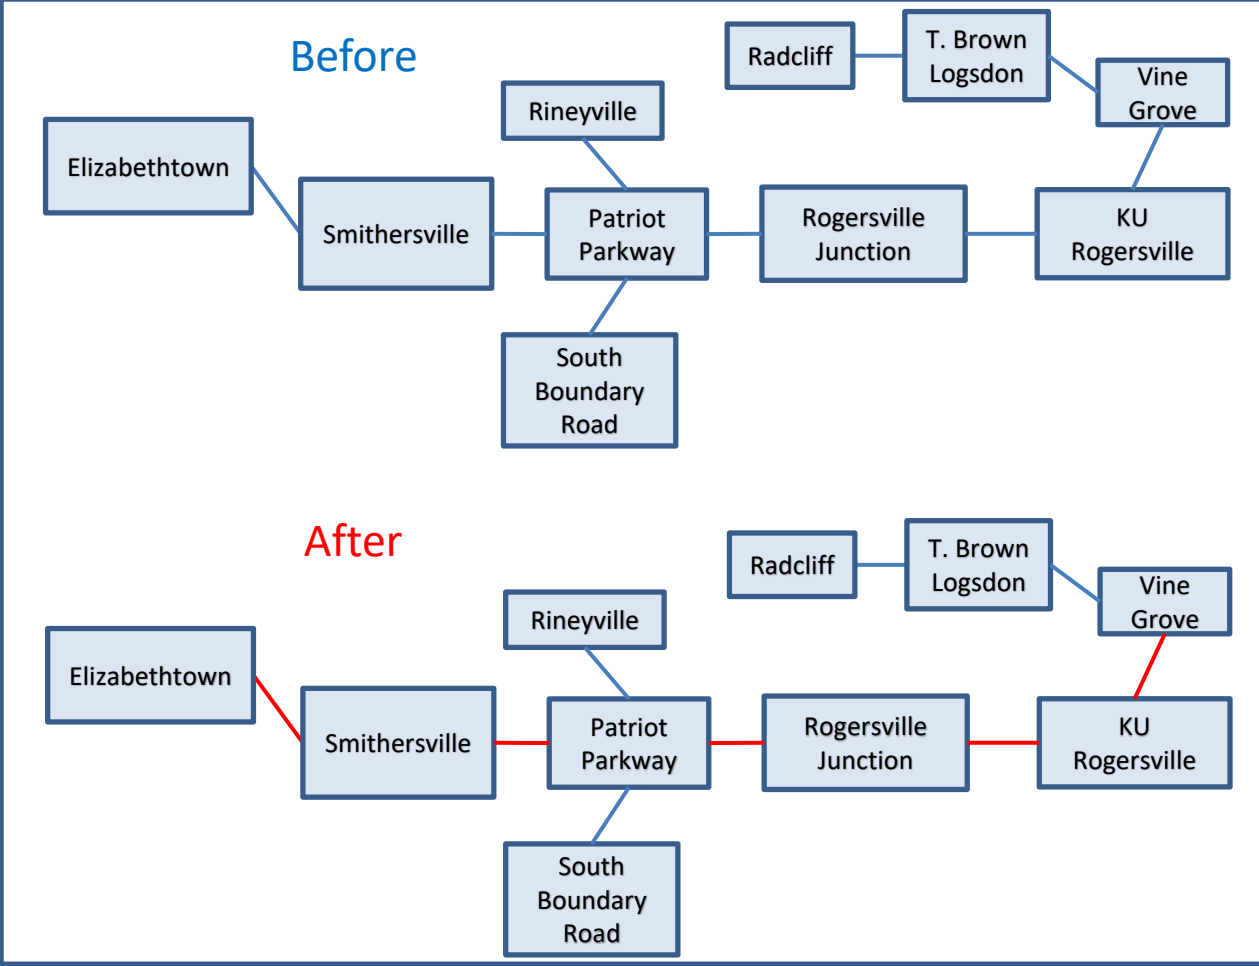 Before
Radcliff
T. Brown
Logsdon
Vine
Grove
Rineyville
Elizabethtown
Smithersville
Patriot
Parkway
Rogersville
Junction
KU
Rogersville
South
Boundary
Road
After
Radcliff
T. Brown
Logsdon
Vine
Grove
Rineyville
Elizabethtown
Smithersville
Patriot
Parkway
Rogersville
Junction
KU
Rogersville
South
Boundary
Road